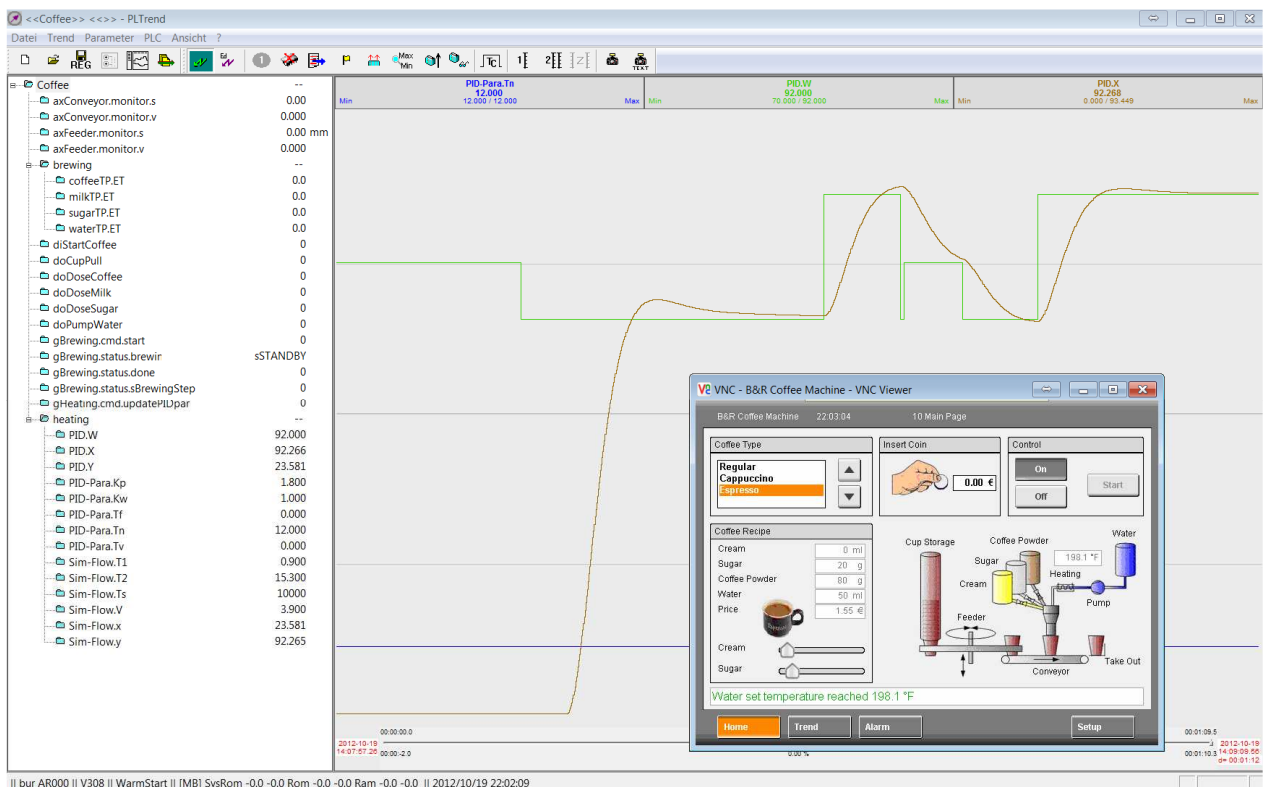 <<Coffee>> <<>> - PLTrend
Datei Trend Parameter PLC Ansicht ?
REG Ed 1 Max Min TC 1 2 z TEXT
Coffee --
axConveyor.monitor.s 0.00
axConveyor.monitor.v 0.000
axFeeder.monitor.s 0.00 mm
axFeeder.monitor.v 0.000
brewing --
coffeeTP.ET 0.0
milkTP.ET 0.0
sugarTP.ET 0.0
waterTP.ET 0.0
diStartCoffee 0
doCupPull 0
doDoseCoffee 0
doDoseMilk 0
doDoseSugar 0
doPumpWater 0
gBrewing.cmd.start 0
gBrewing.status.brewir sSTANDBY
gBrewing.status.done 0
gBrewing.status.sBrewingStep 0
gHeating.cmd.updatePIDpar 0
heating --
PID.W 92.000
PID.X 92.266
PID.Y 23.581
PID-Para.Kp 1.800
PID-Para.Kw 1.000
PID-Para.Tf 0.000
PID-Para.Tn 12.000
PID-Para.Tv 0.000
Sim-Flow.T1 0.900
Sim-Flow.T2 15.300
Sim-Flow.Ts 10000
Sim-Flow.V 3.900
Sim-Flow.x 23.581
Sim-Flow.y 92.265
PID-Para.Tn
12.000
Min 12.000 / 12.000 Max
PID.W
92.000
Min 70.000 / 92.000 Max
PID.X
92.268
Min 0.000 / 93.449 Max
VNC - B&R Coffee Machine - VNC Viewer
B&R Coffee Machine 22:03:04 10 Main Page
Coffee Type
Regular
Cappuccino
Espresso
Insert Coin
0.00 €
Control
On
Off
Start
Coffee Recipe
Cream 0 ml
Sugar 20 g
Coffee Powder 80 g
Water 50 ml
Price 1.55 €
Cream
Sugar
Cup Storage
Coffee Powder
Water
Sugar
198.1 °F
Heating
Cream
Pump
Feeder
Take Out
Conveyor
Water set temperature reached 198.1 °F
Home Trend Alarm Setup
00:00:00.0 00:01:09.5
2012-10-19 2012-10-19
14:07:57.26 00:00:-2.0 0.00 % 00:01:10.3 14:09:09.56
d= 00:01:12
|| bur AR000 || V308 || WarmStart || [MB] SysRom -0.0 -0.0 Rom -0.0 -0.0 Ram -0.0 -0.0 || 2012/10/19 22:02:09